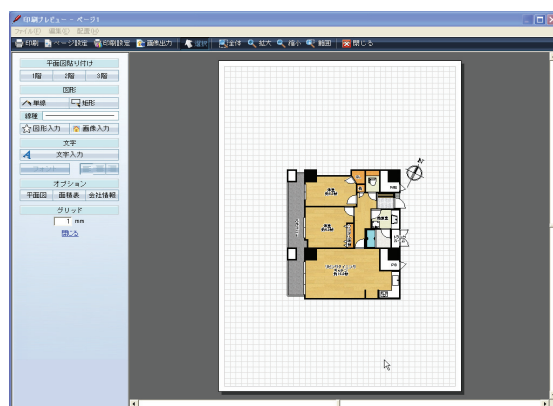 印刷プレビュー - ページ1
ファイル(F) 編集(E) 配置(H)
印刷 ページ設定 印刷設定 画像出力 選択 全体 拡大 縮小 範囲 閉じる
平面図貼り付け
1階 2階 3階
図形
単線 矩形
線種
図形入力 画像入力
文字
文字入力
フォント
オプション
平面図 面積表 会社情報
グリッド
1 mm
閉じる